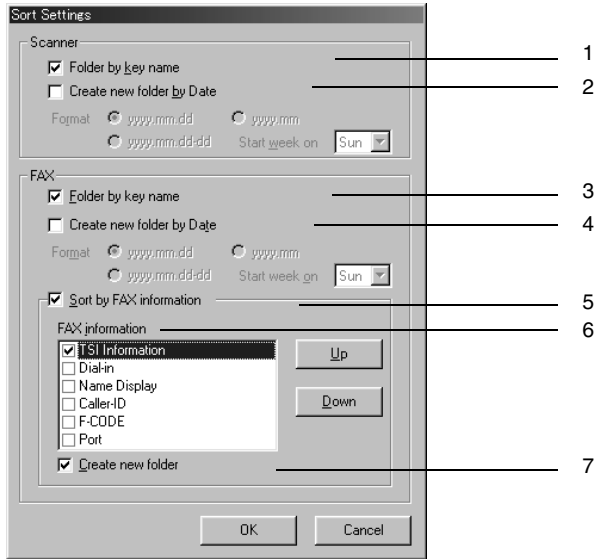 Sort Settings
Scanner
Folder by key name
Create new folder by Date
Format yyyy.mm.dd yyyy.mm
yyyy.mm.dd-dd Start week on Sun
FAX
Folder by key name
Create new folder by Date
Format yyyy.mm.dd yyyy.mm
yyyy.mm.dd-dd Start week on Sun
Sort by FAX information
FAX information
TSI Information
Dial-in
Name Display
Caller-ID
F-CODE
Port
Up
Down
Create new folder
OK Cancel
1
2
3
4
5
6
7